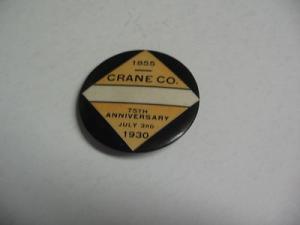 1855
CRANE CO.
75TH
ANNIVERSARY
JULY 3RD
1930